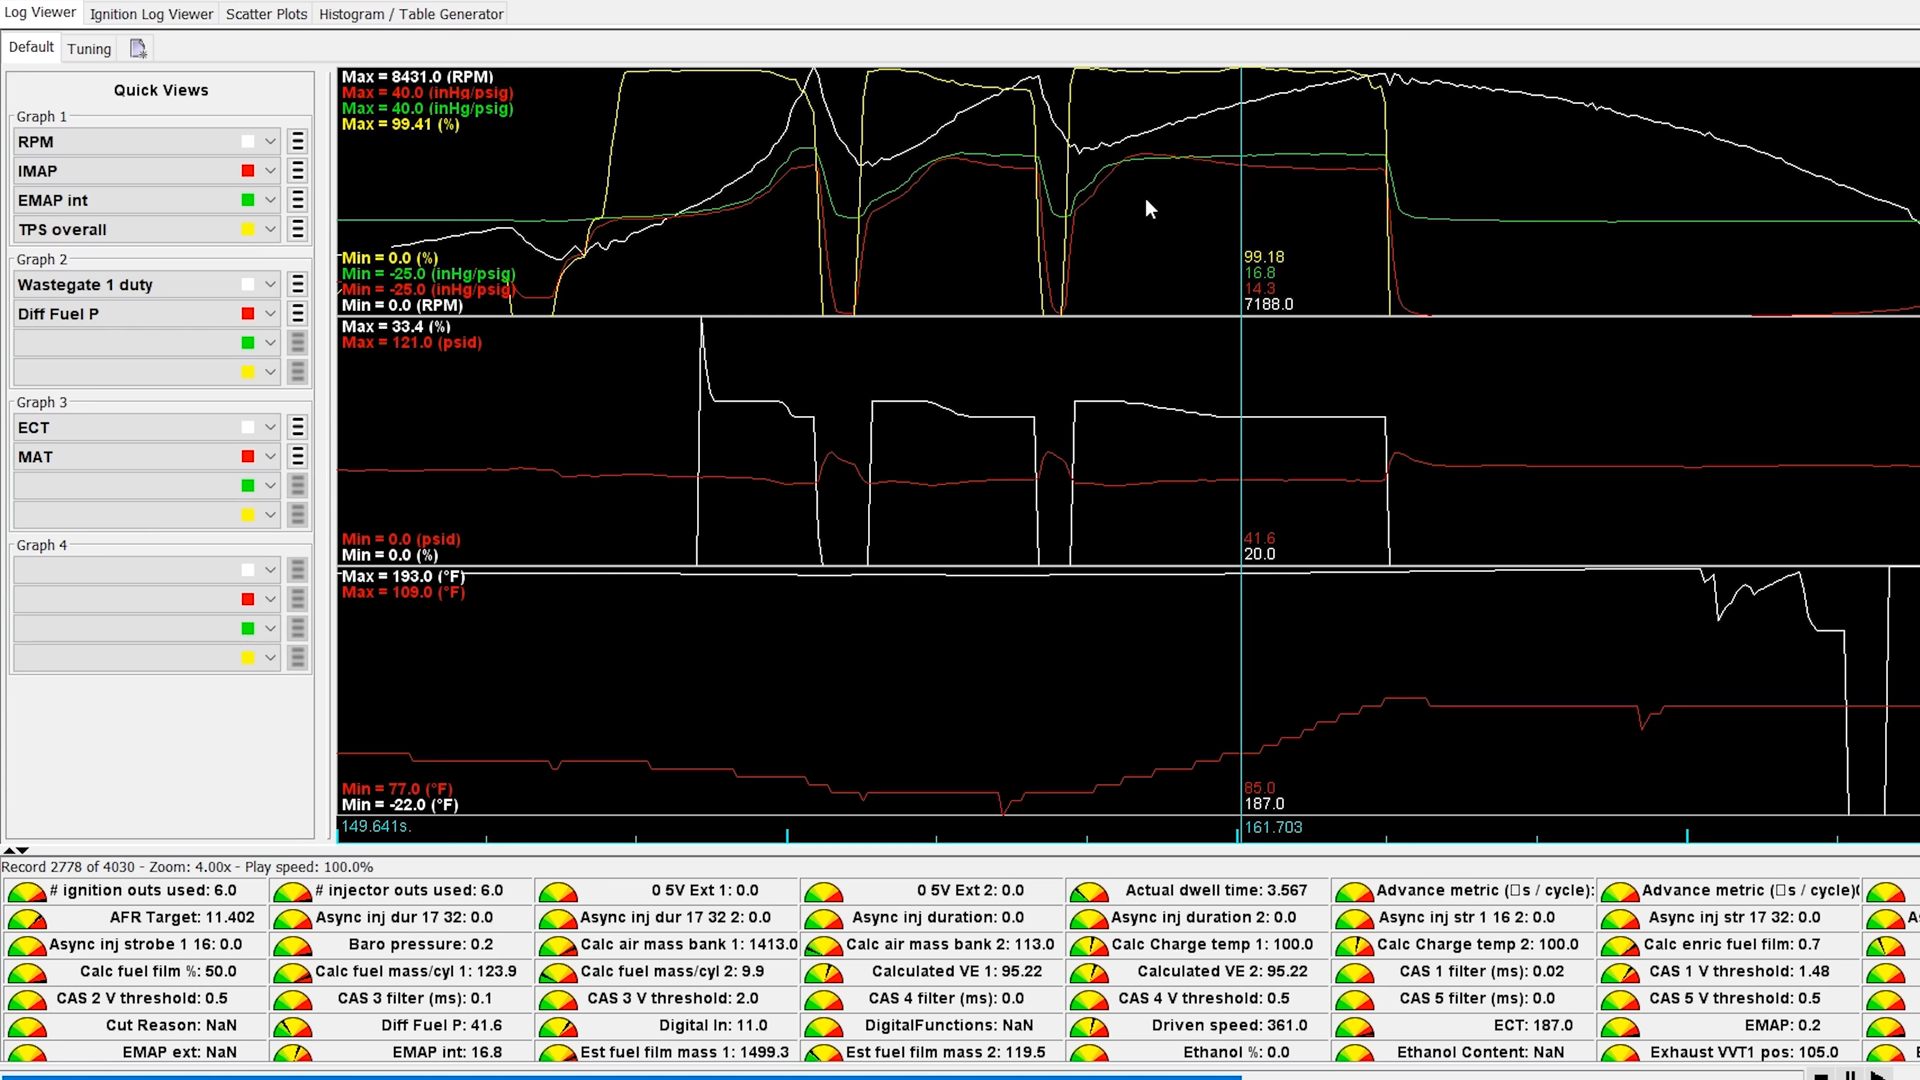 Log Viewer Ignition Log Viewer Scatter Plots Histogram / Table Generator
Default Tuning
Quick Views
Graph 1
RPM
IMAP
EMAP int
TPS overall
Graph 2
Wastegate 1 duty
Diff Fuel P
Graph 3
ECT
MAT
Graph 4
Max = 8431.0 (RPM)
Max = 40.0 (inHg/psig)
Max = 40.0 (inHg/psig)
Max = 99.41 (%)
Min = 0.0 (%)
Min = -25.0 (inHg/psig)
Min = -25.0 (inHg/psig)
Min = 0.0 (RPM)
99.18
16.8
14.3
7188.0
Max = 33.4 (%)
Max = 121.0 (psid)
Min = 0.0 (psid)
Min = 0.0 (%)
41.6
20.0
Max = 193.0 (°F)
Max = 109.0 (°F)
Min = 77.0 (°F)
Min = -22.0 (°F)
85.0
187.0
149.641s. 161.703
Record 2778 of 4030 - Zoom: 4.00x - Play speed: 100.0%
# ignition outs used: 6.0 # injector outs used: 6.0 0 5V Ext 1: 0.0 0 5V Ext 2: 0.0 Actual dwell time: 3.567 Advance metric (□s / cycle): Advance metric (□s / cycle)(
AFR Target: 11.402 Async inj dur 17 32: 0.0 Async inj dur 17 32 2: 0.0 Async inj duration: 0.0 Async inj duration 2: 0.0 Async inj str 1 16 2: 0.0 Async inj str 17 32: 0.0
Async inj strobe 1 16: 0.0 Baro pressure: 0.2 Calc air mass bank 1: 1413.0 Calc air mass bank 2: 113.0 Calc Charge temp 1: 100.0 Calc Charge temp 2: 100.0 Calc enric fuel film: 0.7
Calc fuel film %: 50.0 Calc fuel mass/cyl 1: 123.9 Calc fuel mass/cyl 2: 9.9 Calculated VE 1: 95.22 Calculated VE 2: 95.22 CAS 1 filter (ms): 0.02 CAS 1 V threshold: 1.48
CAS 2 V threshold: 0.5 CAS 3 filter (ms): 0.1 CAS 3 V threshold: 2.0 CAS 4 filter (ms): 0.0 CAS 4 V threshold: 0.5 CAS 5 filter (ms): 0.0 CAS 5 V threshold: 0.5
Cut Reason: NaN Diff Fuel P: 41.6 Digital In: 11.0 DigitalFunctions: NaN Driven speed: 361.0 ECT: 187.0 EMAP: 0.2
EMAP ext: NaN EMAP int: 16.8 Est fuel film mass 1: 1499.3 Est fuel film mass 2: 119.5 Ethanol %: 0.0 Ethanol Content: NaN Exhaust VVT1 pos: 105.0